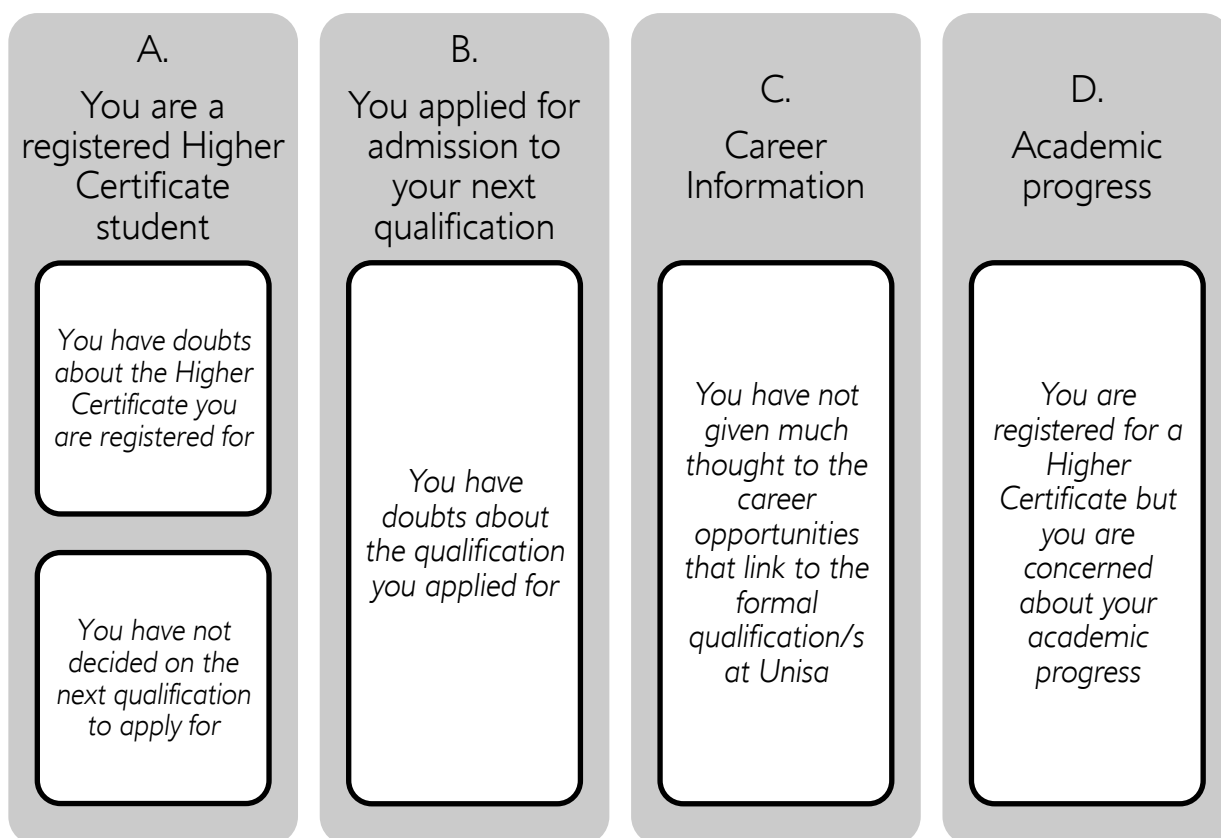 A.
You are a
registered Higher
Certificate
student
You have doubts
about the Higher
Certificate you
are registered for
You have not
decided on the
next qualification
to apply for
B.
You applied for
admission to
your next
qualification
You have
doubts about
the qualification
you applied for
C.
Career
Information
You have not
given much
thought to the
career
opportunities
that link to the
formal
qualification/s
at Unisa
D.
Academic
progress
You are
registered for a
Higher
Certificate but
you are
concerned
about your
academic
progress